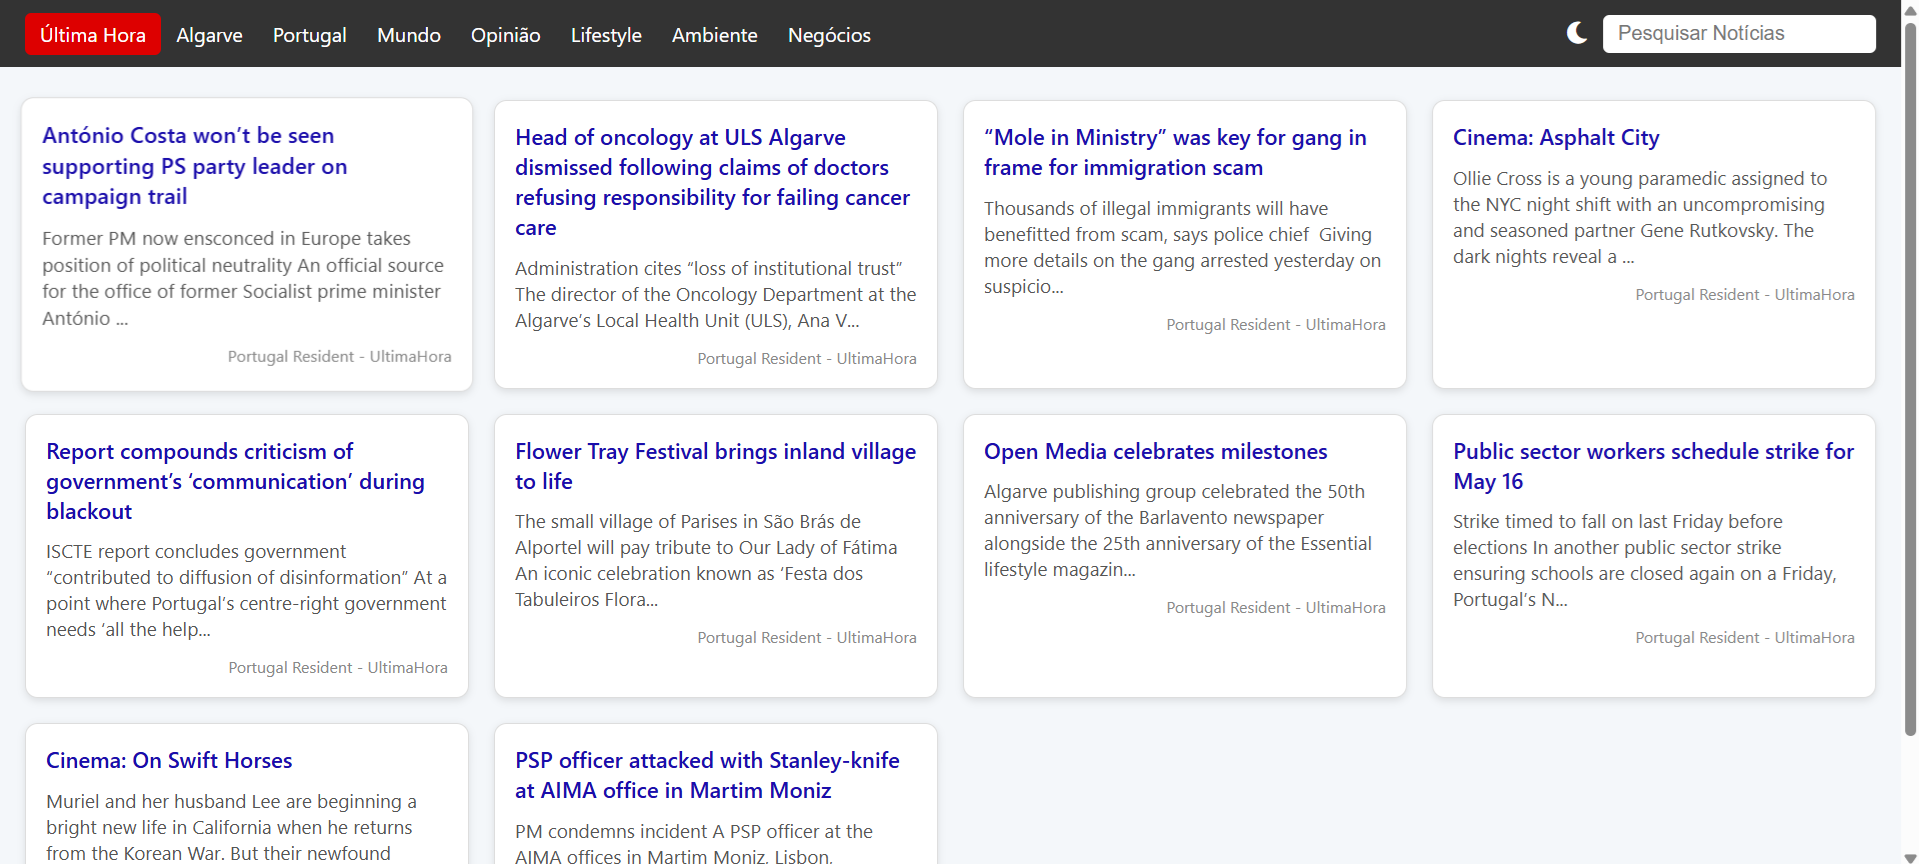 Última Hora Algarve Portugal Mundo Opinião Lifestyle Ambiente Negócios Pesquisar Notícias
António Costa won’t be seen
supporting PS party leader on
campaign trail
Former PM now ensconced in Europe takes
position of political neutrality An official source
for the office of former Socialist prime minister
António ...
Portugal Resident - UltimaHora
Head of oncology at ULS Algarve
dismissed following claims of doctors
refusing responsibility for failing cancer
care
Administration cites “loss of institutional trust”
The director of the Oncology Department at the
Algarve’s Local Health Unit (ULS), Ana V...
Portugal Resident - UltimaHora
“Mole in Ministry” was key for gang in
frame for immigration scam
Thousands of illegal immigrants will have
benefitted from scam, says police chief  Giving
more details on the gang arrested yesterday on
suspicio...
Portugal Resident - UltimaHora
Cinema: Asphalt City
Ollie Cross is a young paramedic assigned to
the NYC night shift with an uncompromising
and seasoned partner Gene Rutkovsky. The
dark nights reveal a ...
Portugal Resident - UltimaHora
Report compounds criticism of
government’s ‘communication’ during
blackout
ISCTE report concludes government
“contributed to diffusion of disinformation” At a
point where Portugal’s centre-right government
needs ‘all the help...
Portugal Resident - UltimaHora
Flower Tray Festival brings inland village
to life
The small village of Parises in São Brás de
Alportel will pay tribute to Our Lady of Fátima
An iconic celebration known as ‘Festa dos
Tabuleiros Flora...
Portugal Resident - UltimaHora
Open Media celebrates milestones
Algarve publishing group celebrated the 50th
anniversary of the Barlavento newspaper
alongside the 25th anniversary of the Essential
lifestyle magazin...
Portugal Resident - UltimaHora
Public sector workers schedule strike for
May 16
Strike timed to fall on last Friday before
elections In another public sector strike
ensuring schools are closed again on a Friday,
Portugal’s N...
Portugal Resident - UltimaHora
Cinema: On Swift Horses
Muriel and her husband Lee are beginning a
bright new life in California when he returns
from the Korean War. But their newfound
PSP officer attacked with Stanley-knife
at AIMA office in Martim Moniz
PM condemns incident A PSP officer at the
AIMA offices in Martim Moniz, Lisbon,